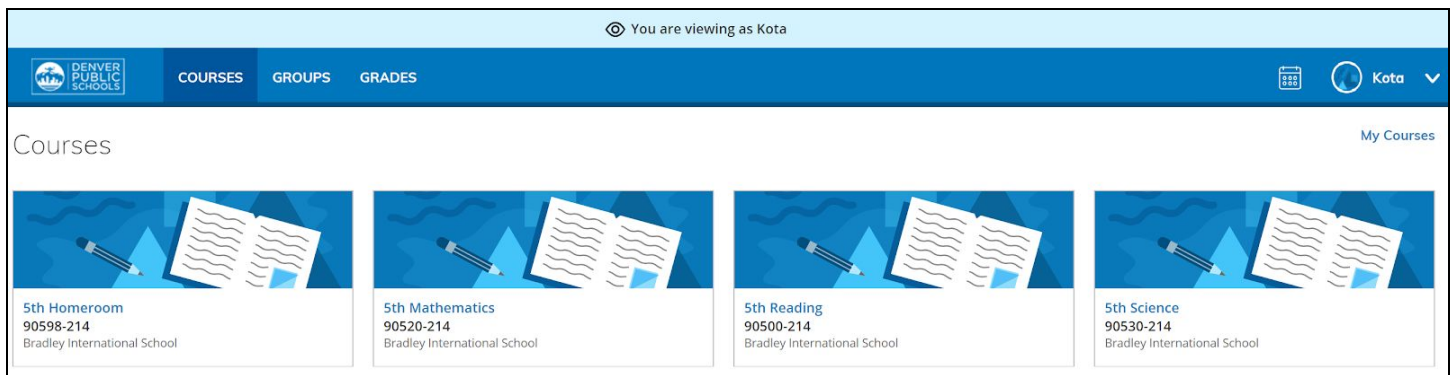 You are viewing as Kota
DENVER
PUBLIC
SCHOOLS
COURSES GROUPS GRADES
Kota
Courses
My Courses
5th Homeroom
90598-214
Bradley International School
5th Mathematics
90520-214
Bradley International School
5th Reading
90500-214
Bradley International School
5th Science
90530-214
Bradley International School